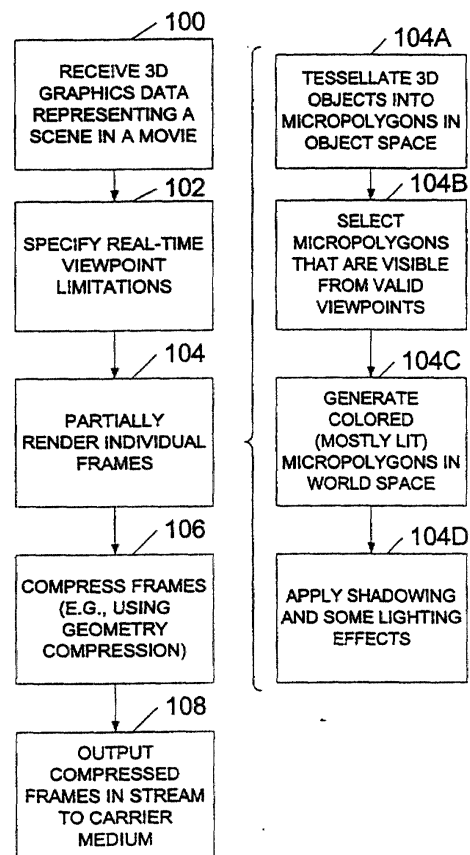 100
RECEIVE 3D
GRAPHICS DATA
REPRESENTING A
SCENE IN A MOVIE
102
SPECIFY REAL-TIME
VIEWPOINT
LIMITATIONS
104
PARTIALLY
RENDER INDIVIDUAL
FRAMES
106
COMPRESS FRAMES
(E.G., USING
GEOMETRY
COMPRESSION)
108
OUTPUT
COMPRESSED
FRAMES IN STREAM
TO CARRIER
MEDIUM
104A
TESSELLATE 3D
OBJECTS INTO
MICROPOLYGONS IN
OBJECT SPACE
104B
SELECT
MICROPOLYGONS
THAT ARE VISIBLE
FROM VALID
VIEWPOINTS
104C
GENERATE
COLORED
(MOSTLY LIT)
MICROPOLYGONS IN
WORLD SPACE
104D
APPLY SHADOWING
AND SOME LIGHTING
EFFECTS